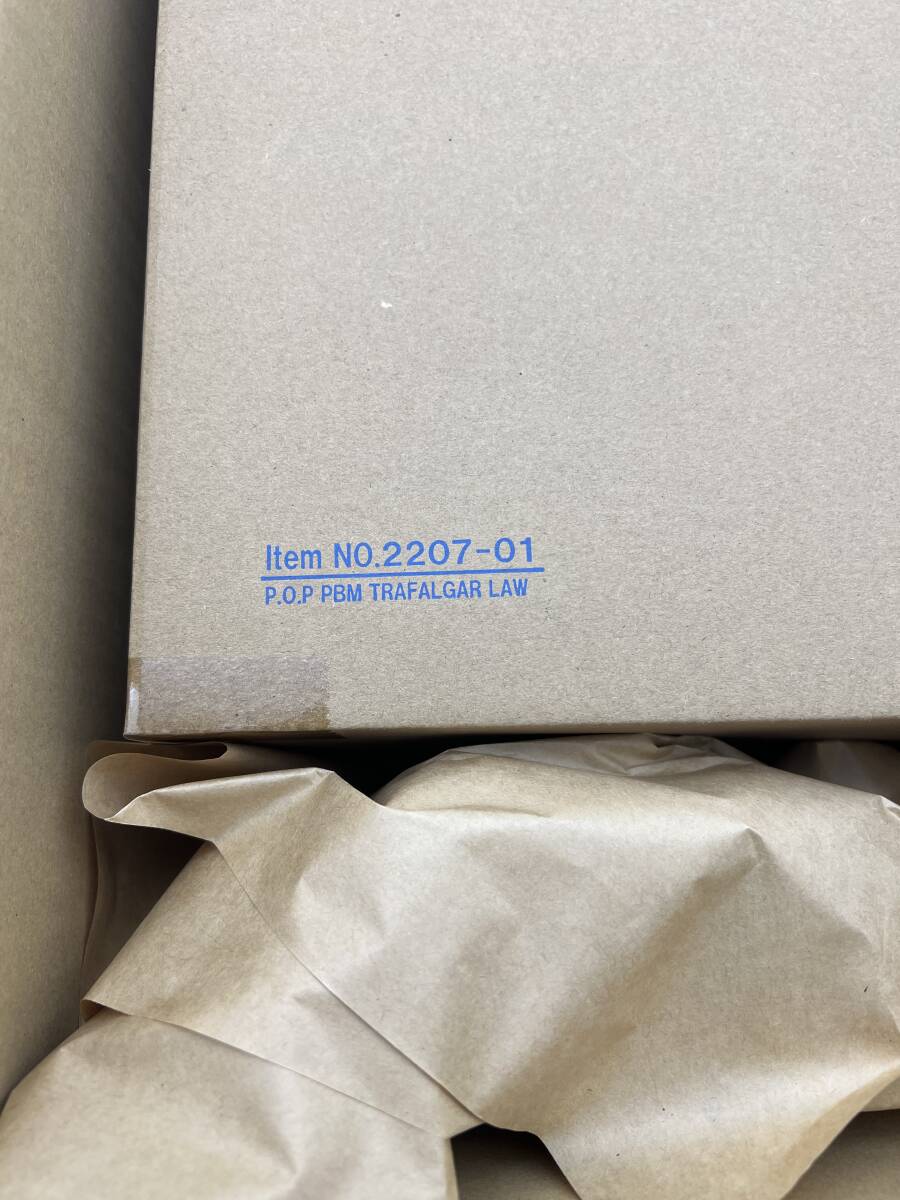 Item NO.2207-01
P.O.P PBM TRAFALGAR LAW